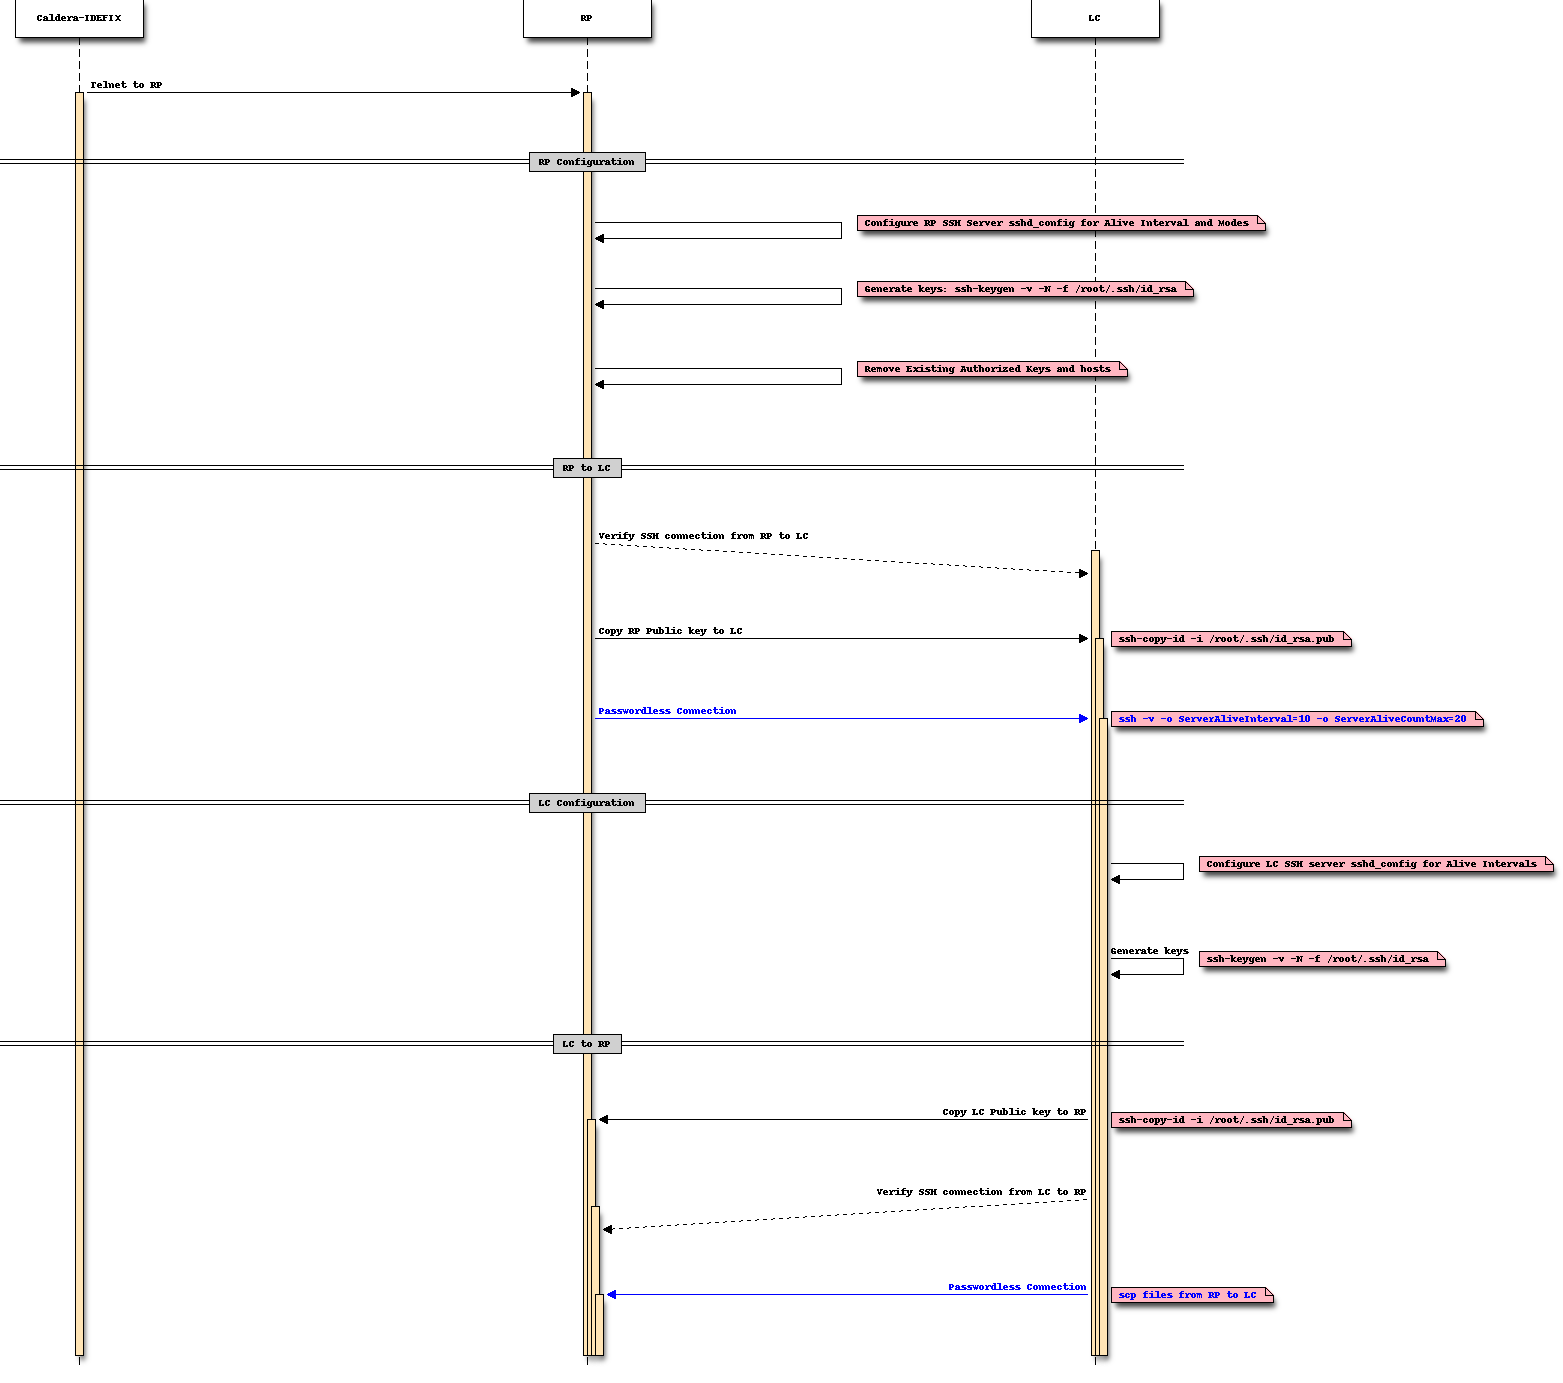 Caldera-IDEFIX
RP
LC
Telnet to RP
RP Configuration
Configure RP SSH Server sshd_config for Alive Interval and Modes
Generate keys: ssh-keygen -v -N -f /root/.ssh/id_rsa
Remove Existing Authorized Keys and hosts
RP to LC
Verify SSH connection from RP to LC
Copy RP Public key to LC
ssh-copy-id -i /root/.ssh/id_rsa.pub
Passwordless Connection
ssh -v -o ServerAliveInterval=10 -o ServerAliveCountMax=20
LC Configuration
Configure LC SSH server sshd_config for Alive Intervals
Generate keys
ssh-keygen -v -N -f /root/.ssh/id_rsa
LC to RP
Copy LC Public key to RP
ssh-copy-id -i /root/.ssh/id_rsa.pub
Verify SSH connection from LC to RP
Passwordless Connection
scp files from RP to LC